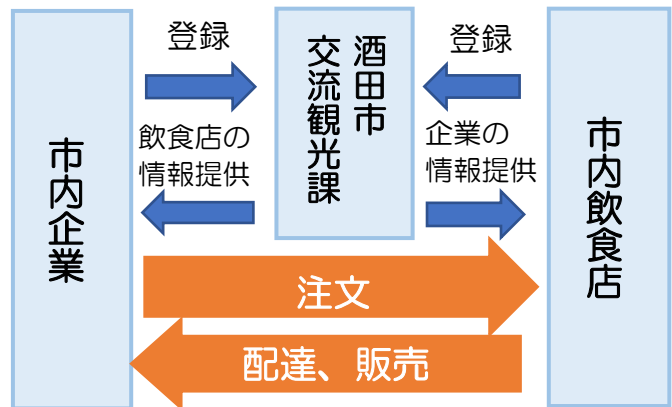 市内企業
登録
飲食店の
情報提供
酒田市
交流観光課
登録
企業の
情報提供
市内飲食店
注文
配達、販売